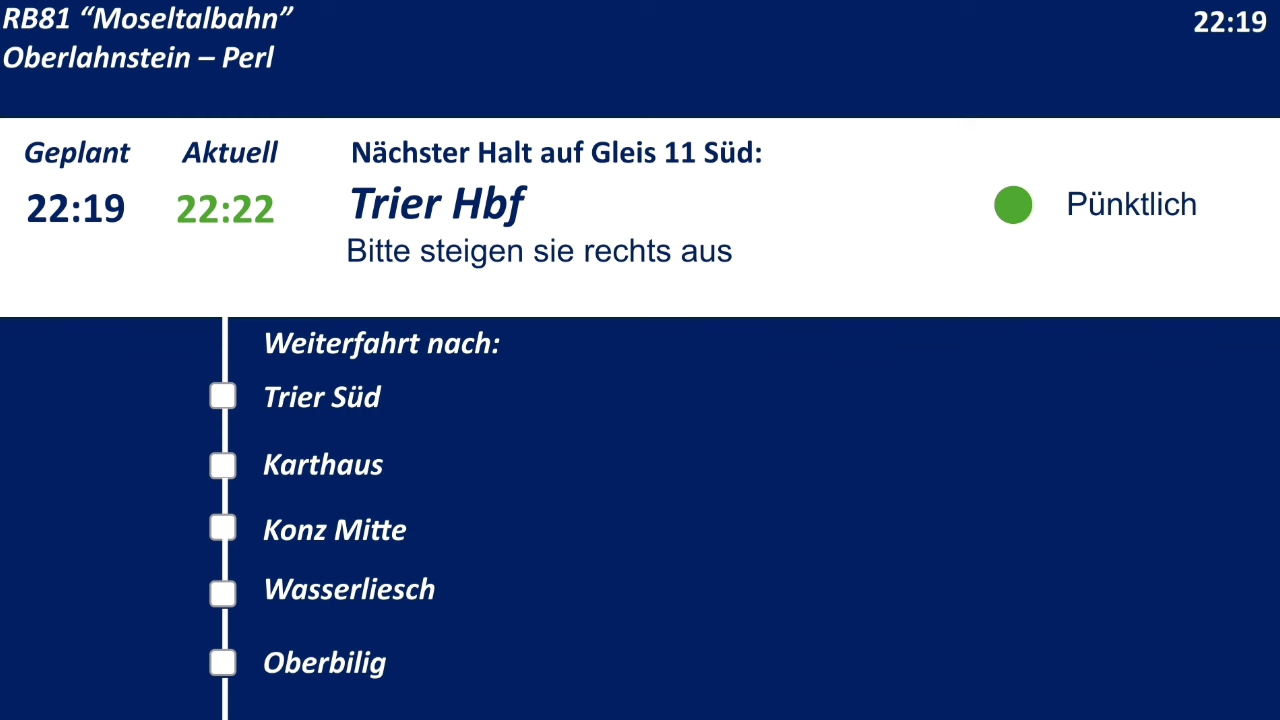 RB81 “Moseltalbahn”
22:19
Oberlahnstein – Perl
Geplant
Aktuell
Nächster Halt auf Gleis 11 Süd:
22:19
22:22
Trier Hbf
Pünktlich
Bitte steigen sie rechts aus
Weiterfahrt nach:
Trier Süd
Karthaus
Konz Mitte
Wasserliesch
Oberbilig